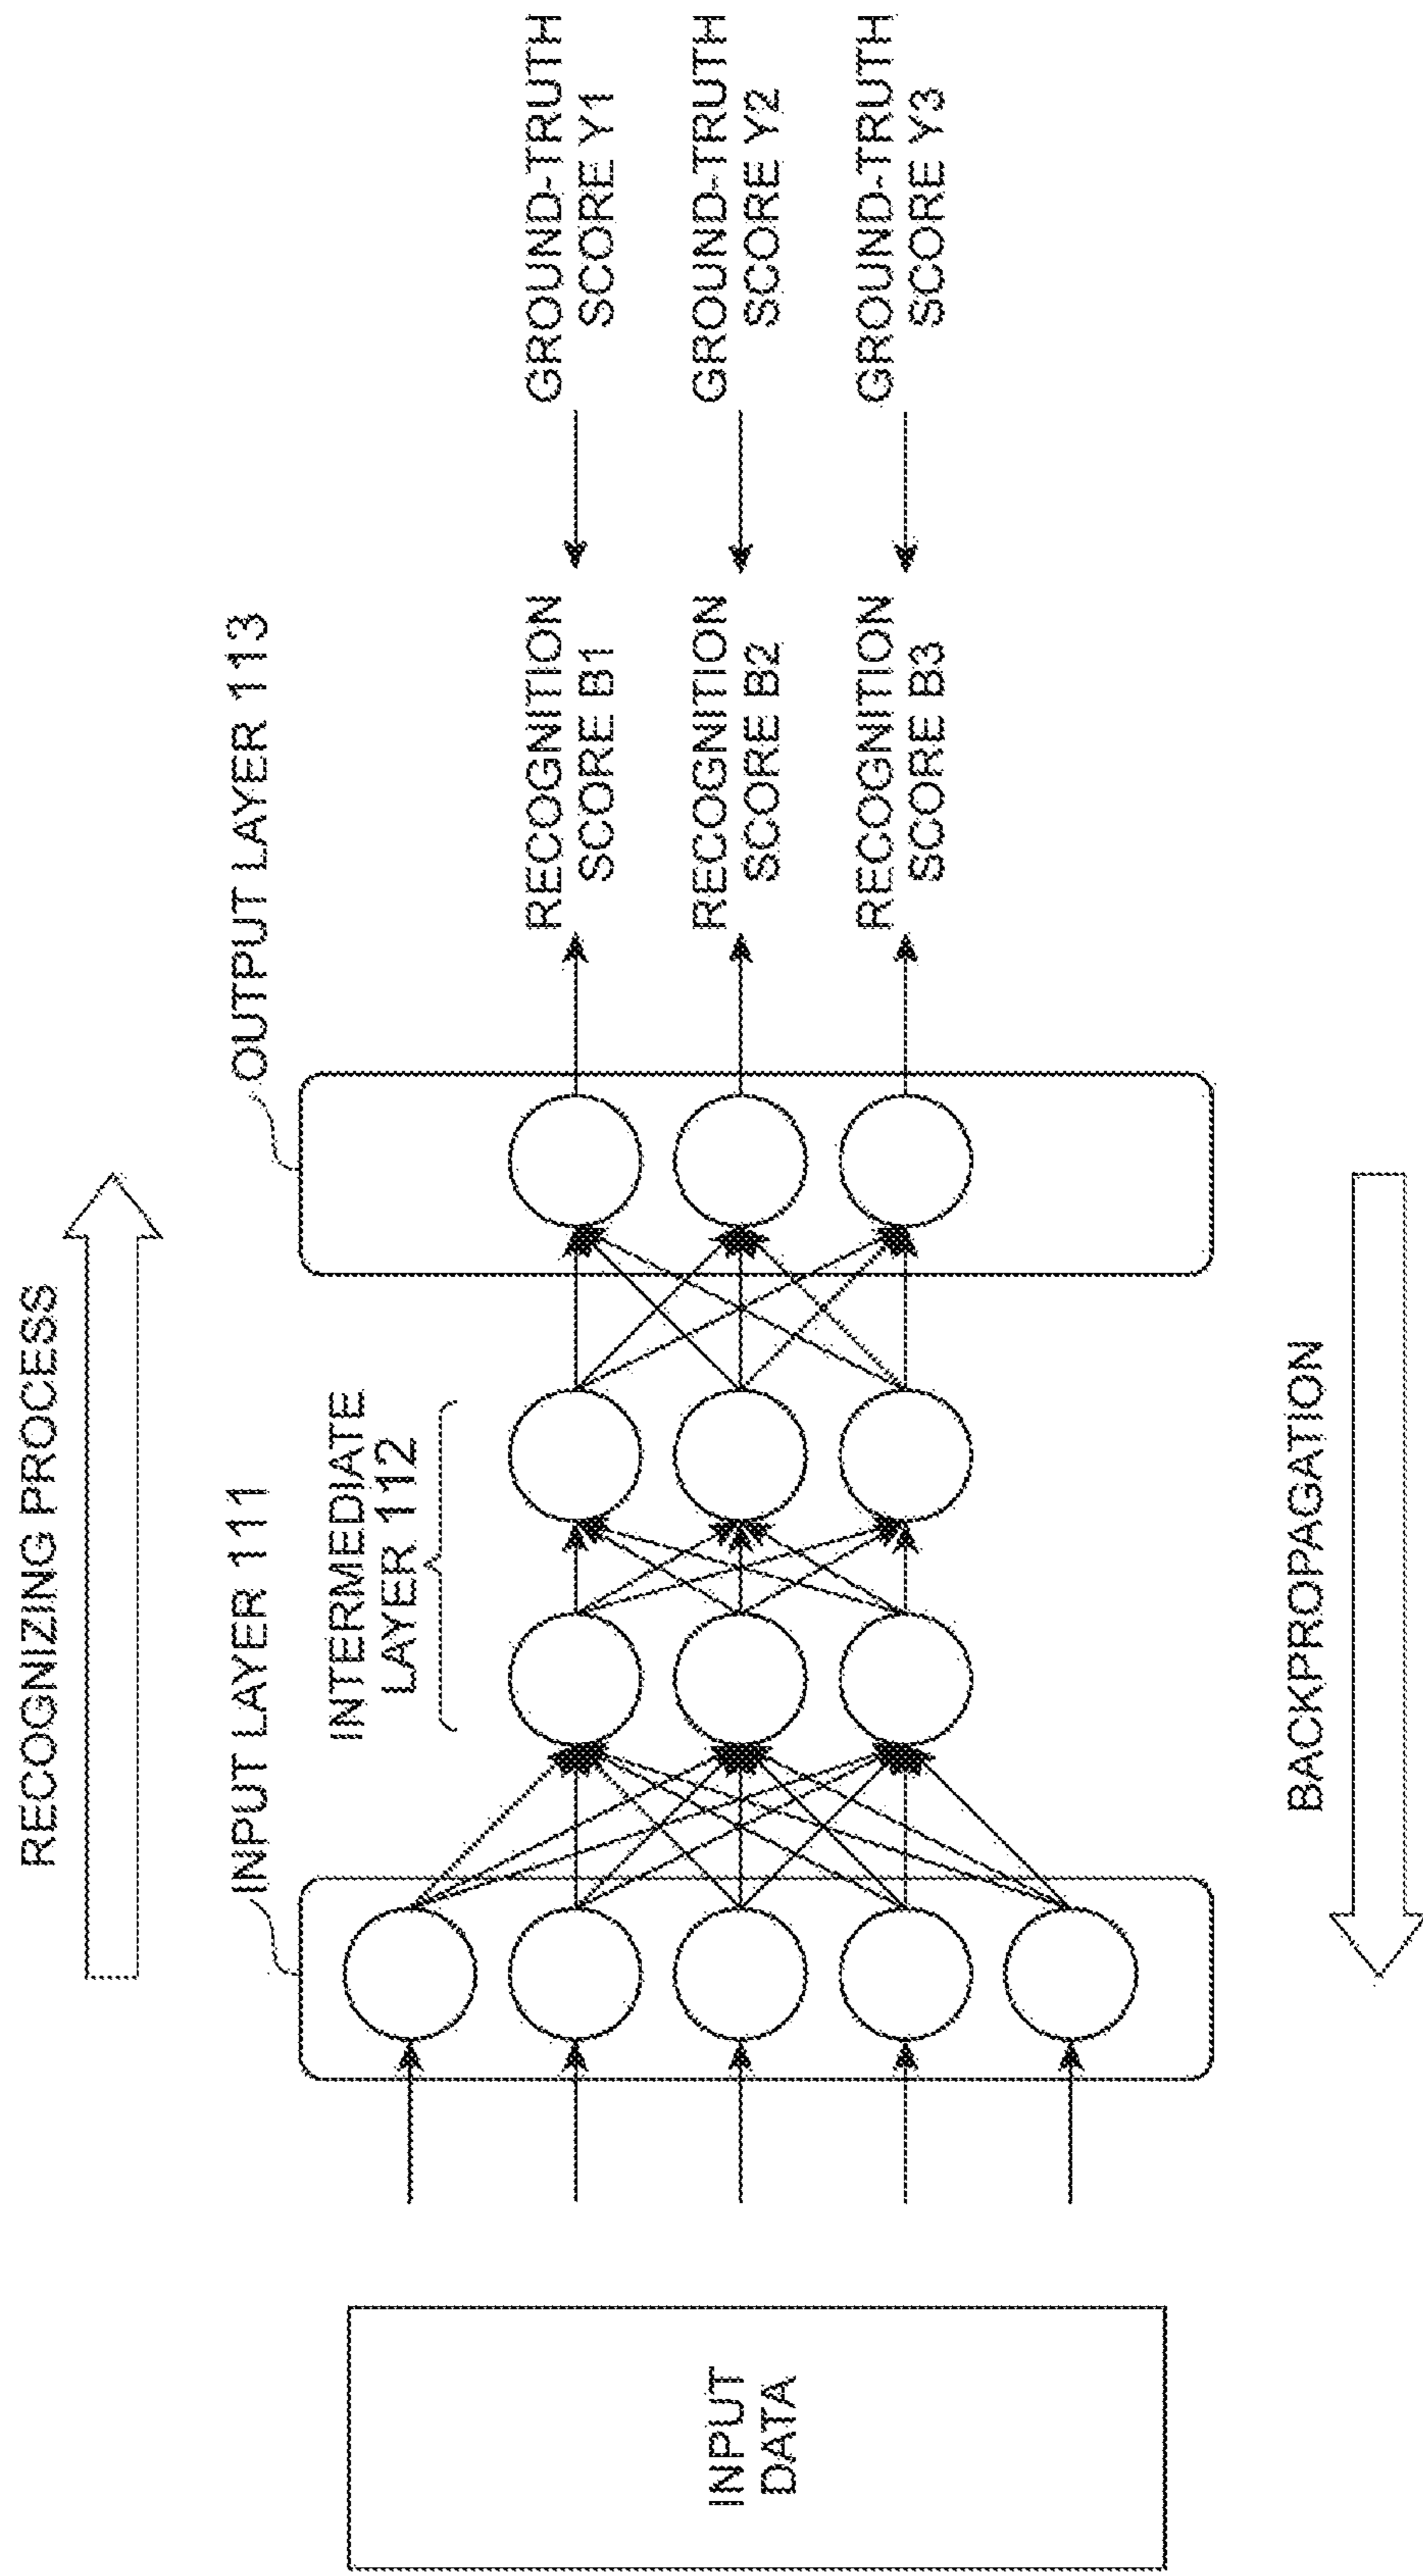 RECOGNIZING PROCESS
INPUT LAYER 111
OUTPUT LAYER 113
INTERMEDIATE
LAYER 112
INPUT
DATA
RECOGNITION
SCORE B1
GROUND-TRUTH
SCORE Y1
RECOGNITION
SCORE B2
GROUND-TRUTH
SCORE Y2
RECOGNITION
SCORE B3
GROUND-TRUTH
SCORE Y3
BACKPROPAGATION